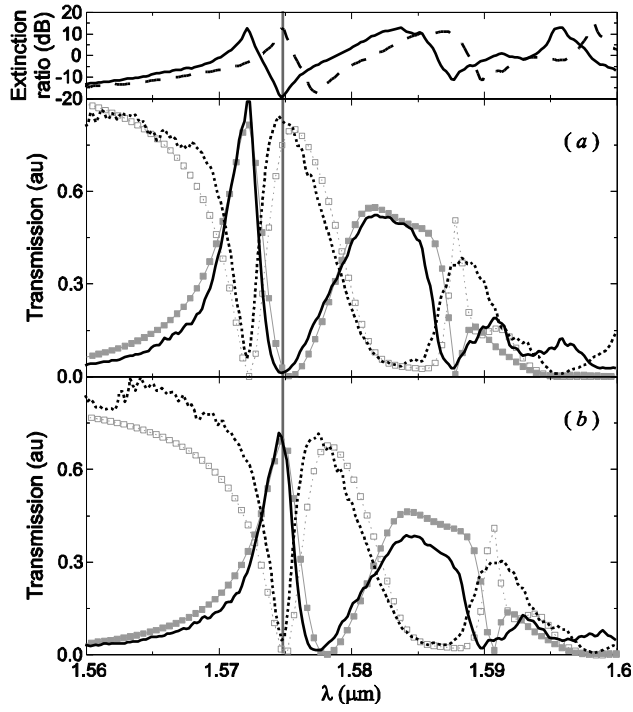 Extinction
ratio (dB)
20
10
0
-10
-20
(a)
Transmission (au)
0.6
0.3
0.0
(b)
Transmission (au)
0.6
0.3
0.0
1.56
1.57
1.58
1.59
1.6
λ (μm)